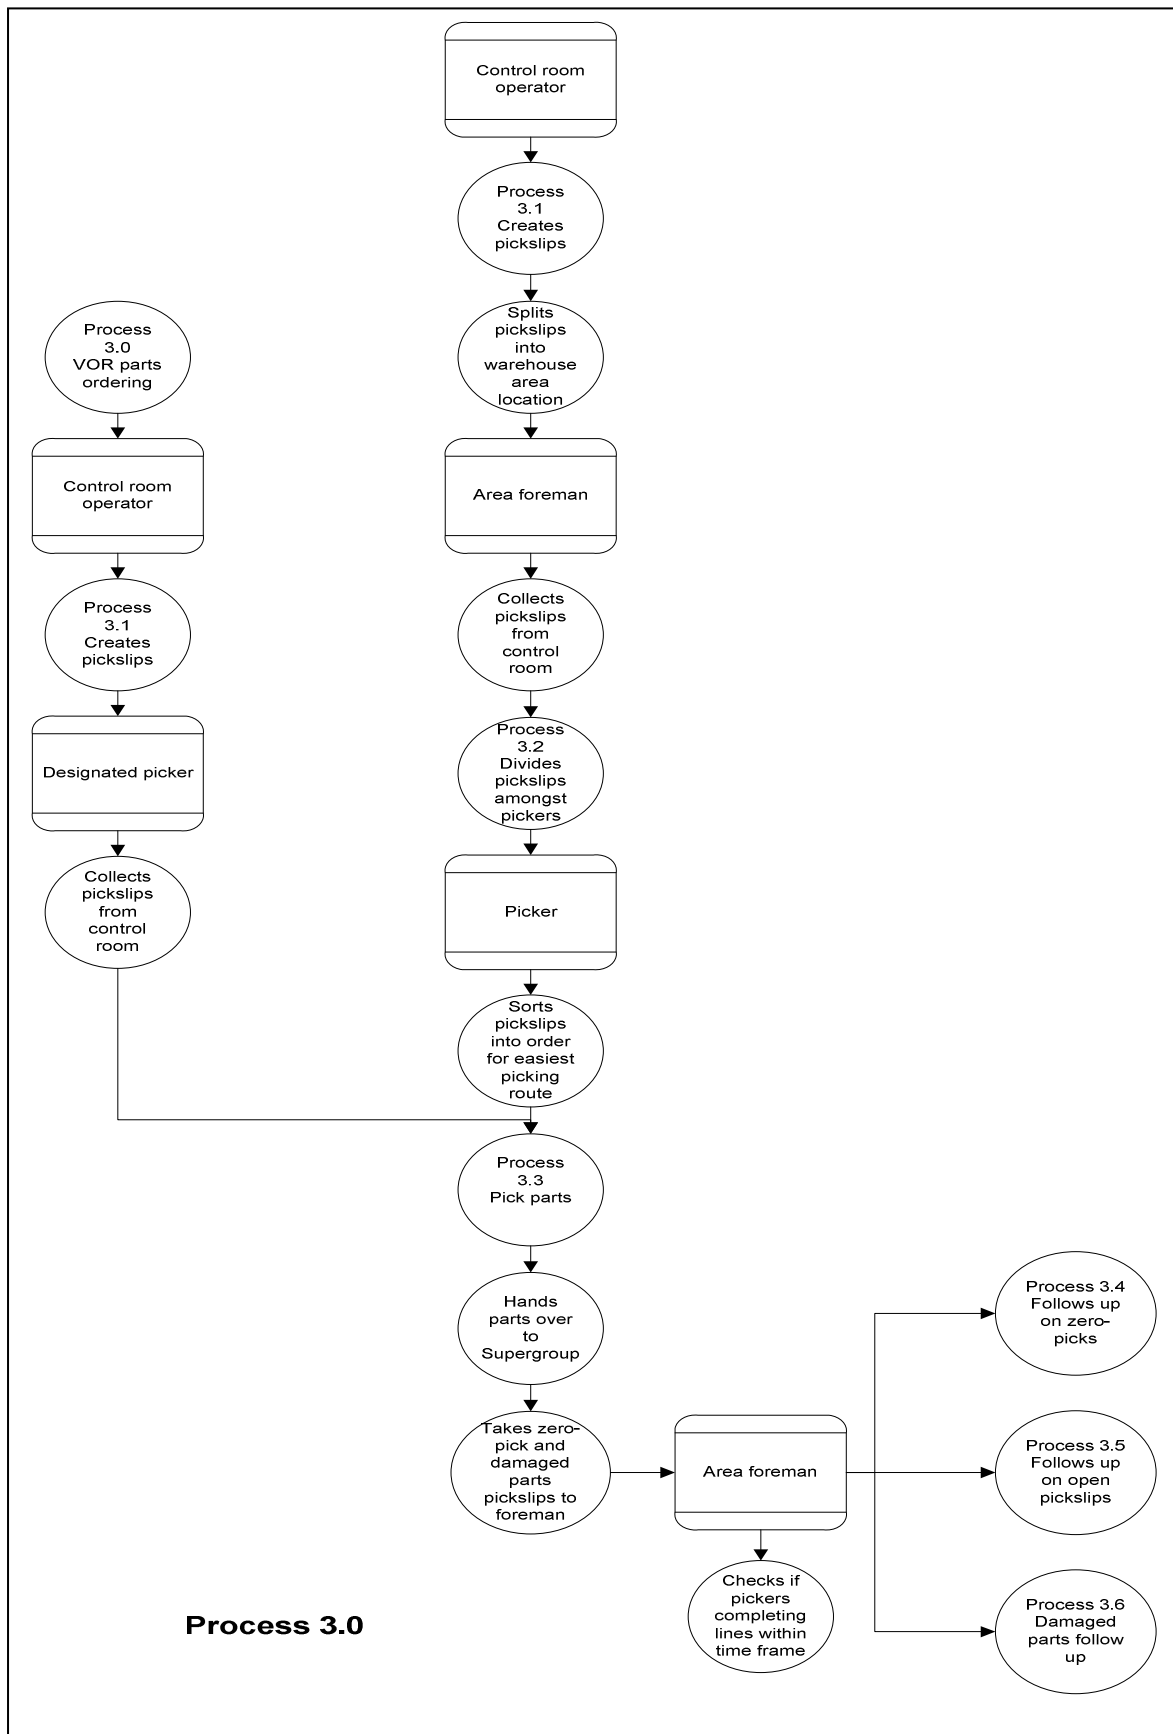 Control room
operator
Process
3.1
Creates
pickslips
Splits
pickslips
into
warehouse
area
location
Area foreman
Collects
pickslips
from
control
room
Process
3.2
Divides
pickslips
amongst
pickers
Picker
Sorts
pickslips
into order
for easiest
picking
route
Process
3.0
VOR parts
ordering
Control room
operator
Process
3.1
Creates
pickslips
Designated picker
Collects
pickslips
from
control
room
Process
3.3
Pick parts
Hands
parts over
to
Supergroup
Takes zero-
pick and
damaged
parts
pickslips to
foreman
Area foreman
Checks if
pickers
completing
lines within
time frame
Process 3.4
Follows up
on zero-
picks
Process 3.5
Follows up
on open
pickslips
Process 3.6
Damaged
parts follow
up
Process 3.0